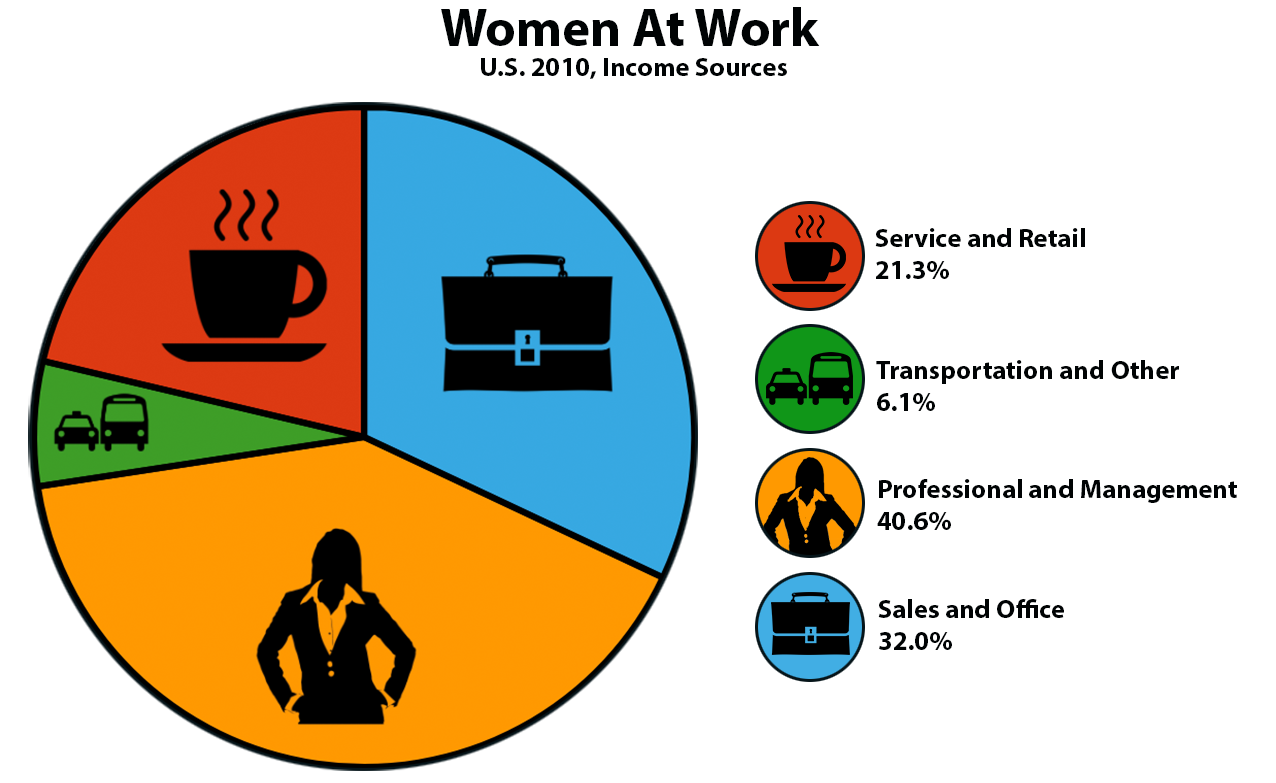 Women At Work
U.S. 2010, Income Sources
Service and Retail
21.3%
Transportation and Other
6.1%
Professional and Management
40.6%
Sales and Office
32.0%